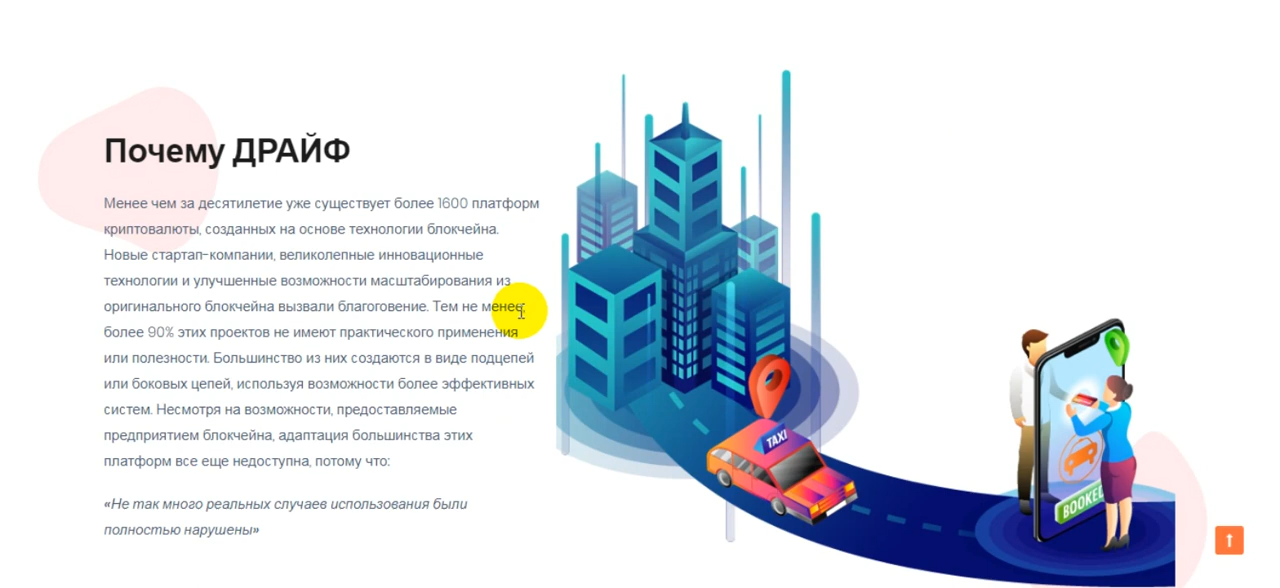 Почему ДРАЙФ
Менее чем за десятилетие уже существует более 1600 платформ
криптовалюты, созданных на основе технологии блокчейна.
Новые стартап-компании, великолепные инновационные
технологии и улучшенные возможности масштабирования из
оригинального блокчейна вызвали благоговение. Тем не менее
более 90% этих проектов не имеют практического применения
или полезности. Большинство из них создаются в виде подцепей
или боковых цепей, используя возможности более эффективных
систем. Несмотря на возможности, предоставляемые
предприятием блокчейна, адаптация большинства этих
платформ все еще недоступна, потому что:
«Не так много реальных случаев использования были
полностью нарушены»
TAXI
BOOKED